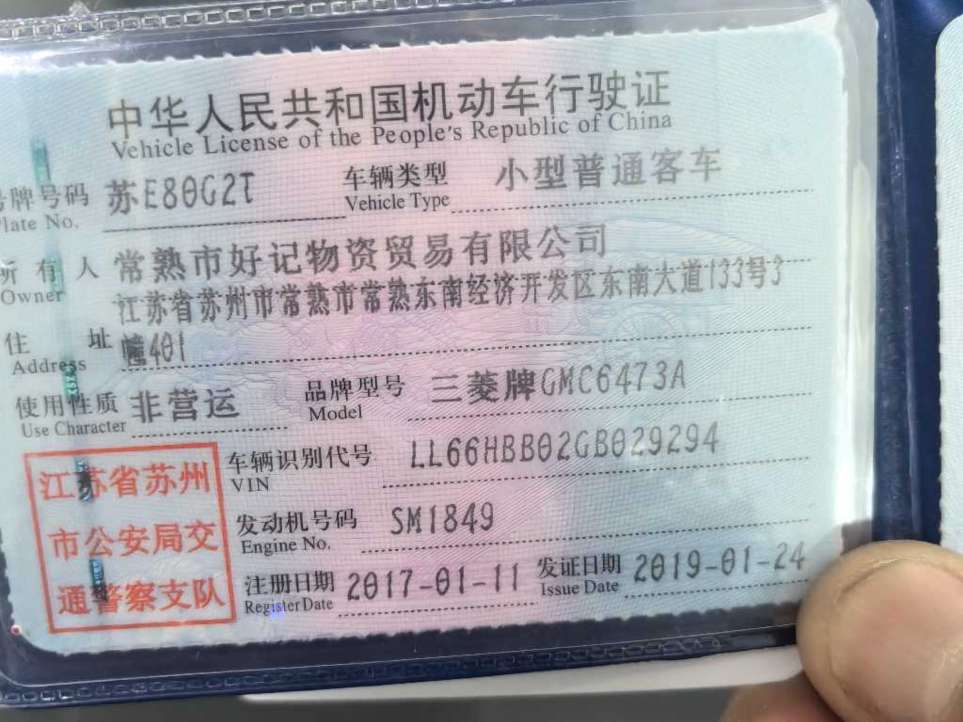 中华人民共和国机动车行驶证
Vehicle License of the People's Republic of China
号牌号码 苏E80G2T 车辆类型 小型普通客车
Plate No. Vehicle Type
所有人 常熟市好记物资贸易有限公司
Owner
江苏省苏州市常熟市常熟东南经济开发区东南大道133号3
住址 幢401
Address
使用性质 非营运 品牌型号 三菱牌GMC6473A
Use Character Model
车辆识别代号 LL66HBB02GB029294
VIN
发动机号码 SM1849
Engine No.
注册日期 2017-01-11 发证日期 2019-01-24
Register Date Issue Date
江苏省苏州
市公安局交
通警察支队